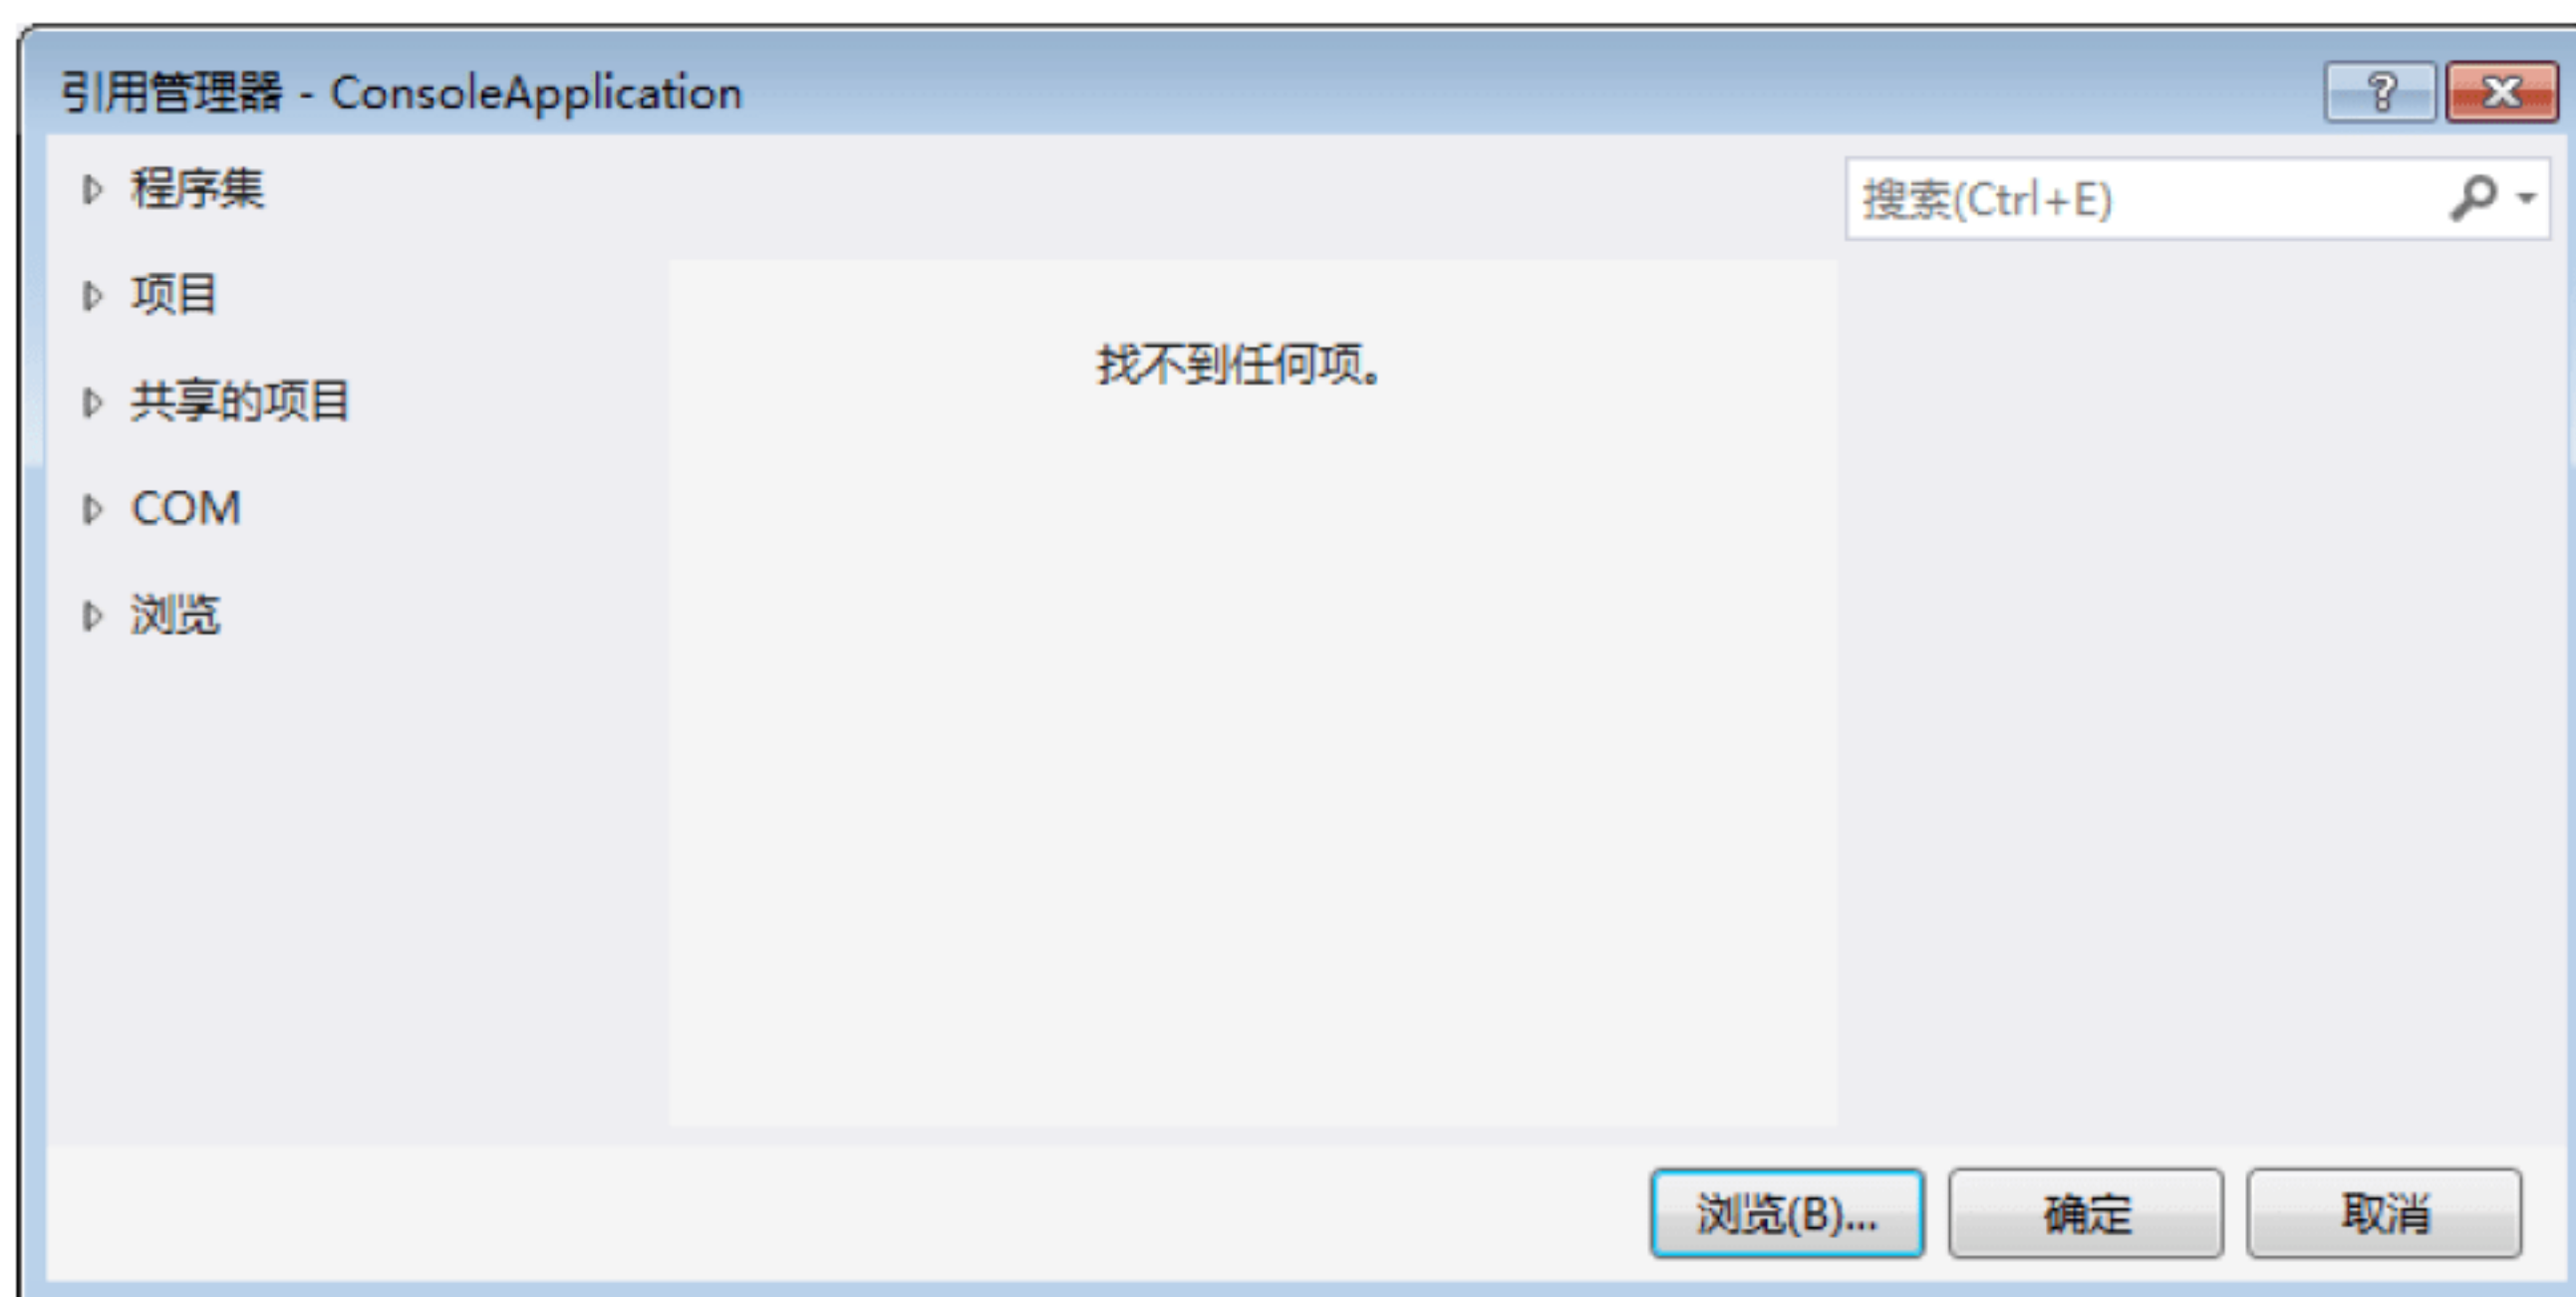 引用管理器 - ConsoleApplication
程序集
搜索(Ctrl+E)
项目
找不到任何项。
共享的项目
COM
浏览
浏览(B)...
确定
取消